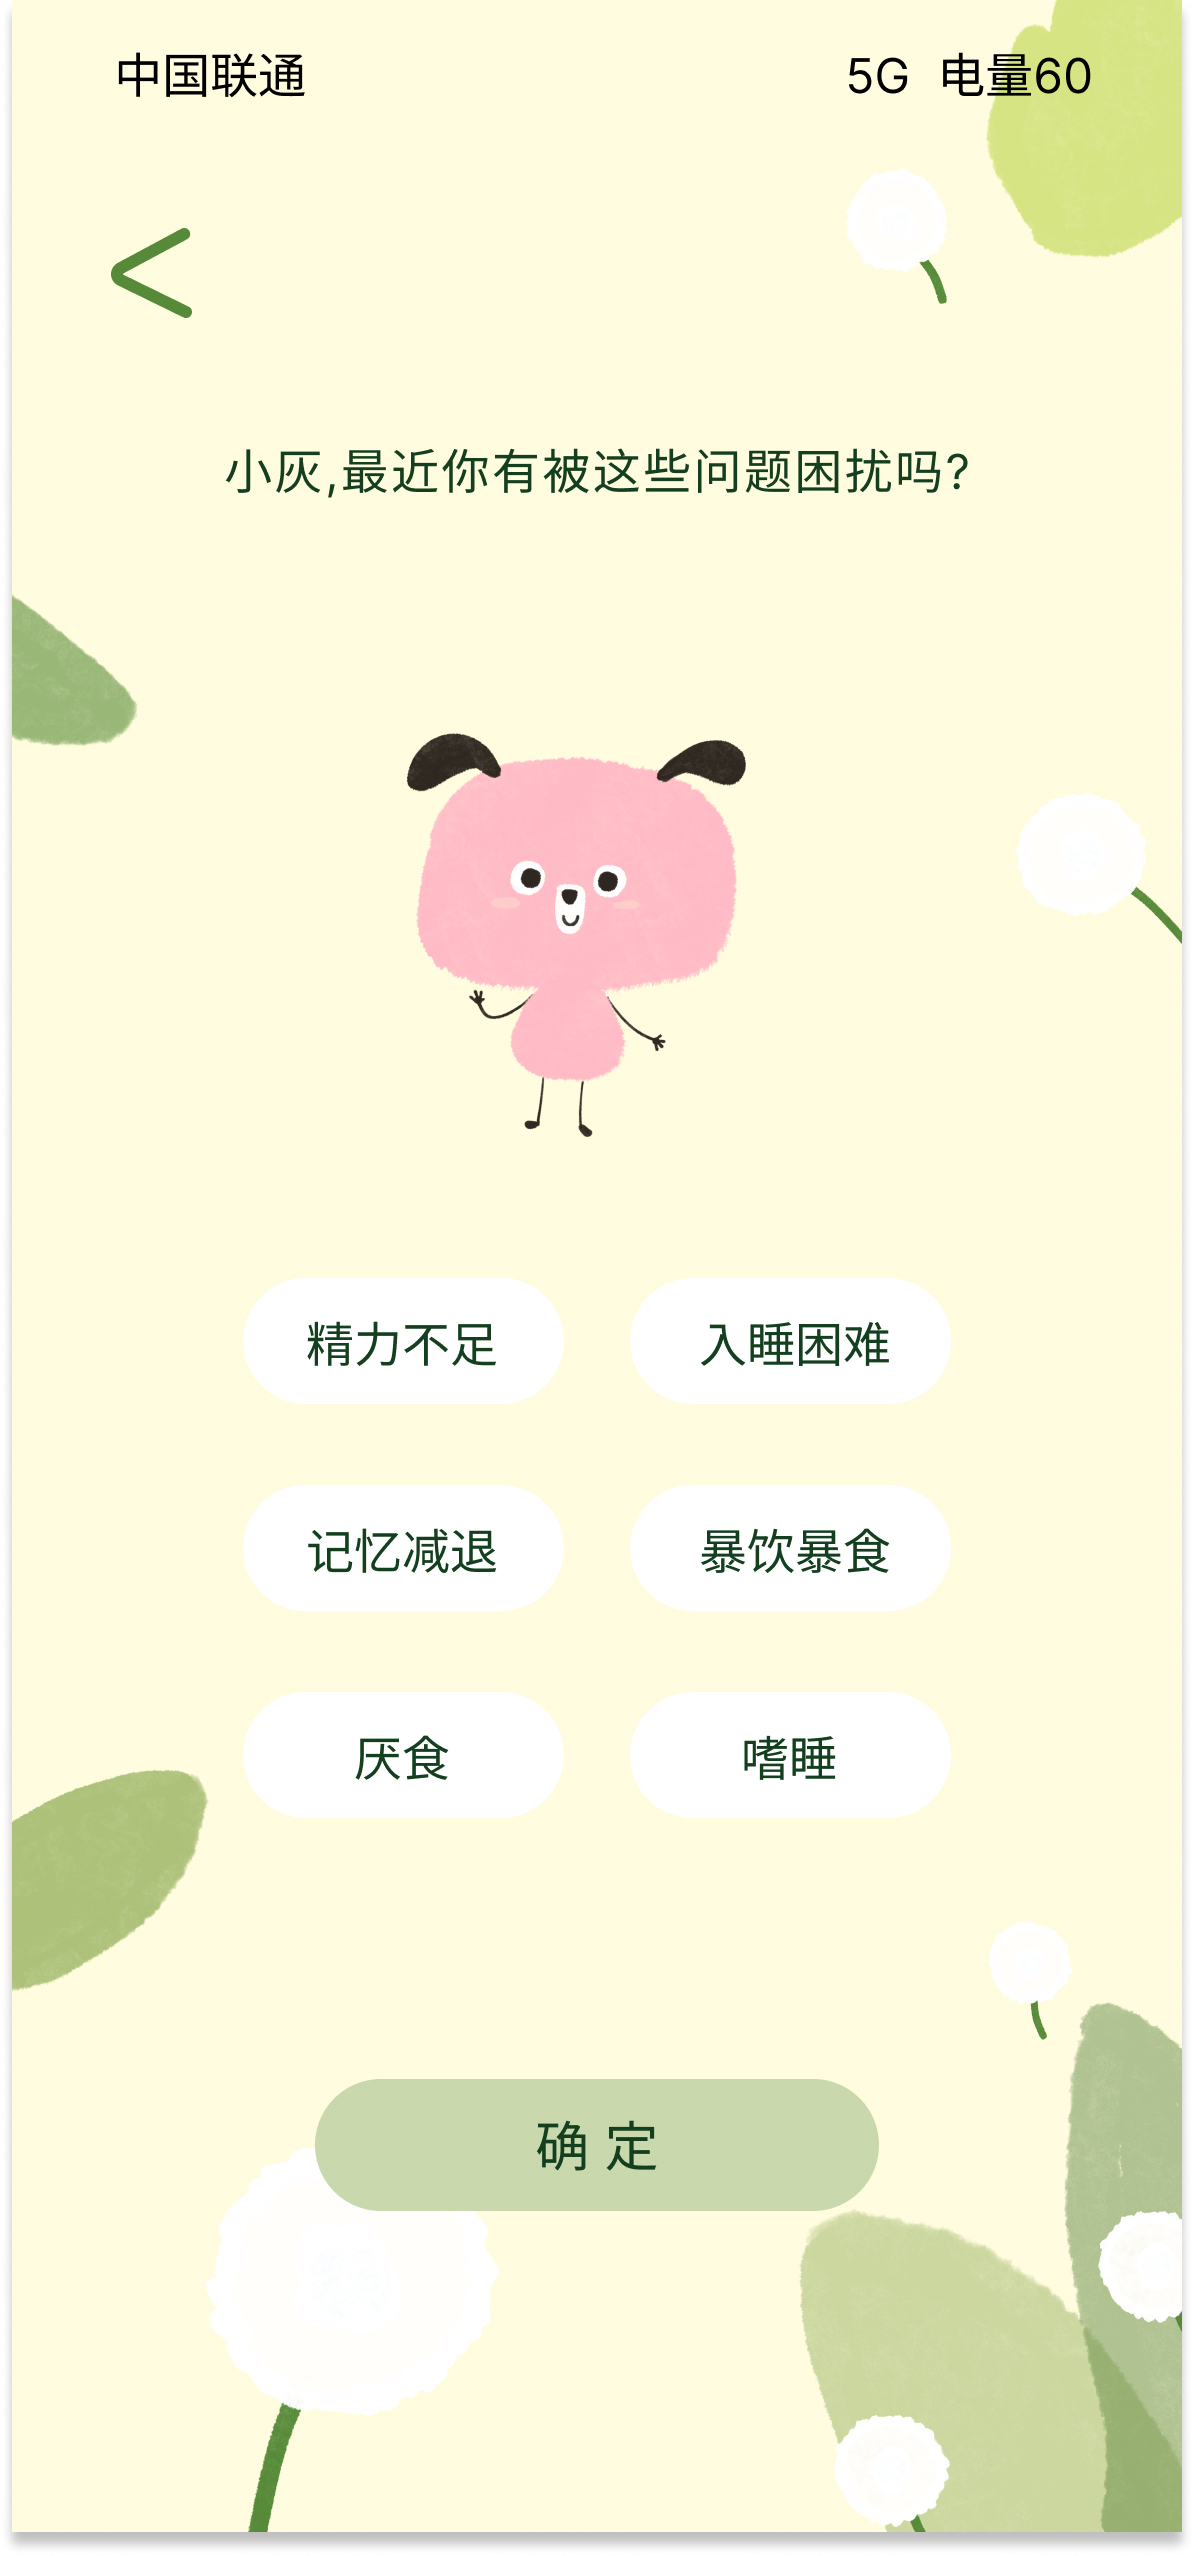 中国联通 5G 电量60
小灰,最近你有被这些问题困扰吗?
精力不足 入睡困难
记忆减退 暴饮暴食
厌食 嗜睡
确 定